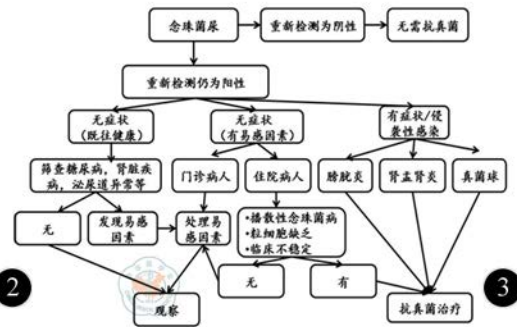 念珠菌尿
重新检测为阴性
无需抗真菌
重新检测仍为阳性
无症状
(既往健康)
无症状
(有易感因素)
有症状/侵
袭性感染
筛查糖尿病，肾脏疾
病，泌尿道异常等
门诊病人
住院病人
膀胱炎
肾盂肾炎
真菌球
无
发现易感
因素
处理易感
因素
•播散性念珠菌病
•粒细胞缺乏
•临床不稳定
无
有
2
3
观察
抗真菌治疗